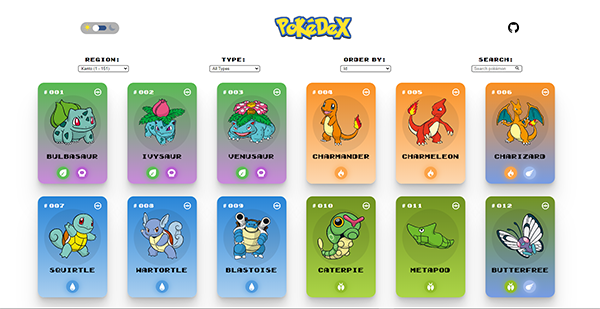 POKéDEX
REGION: TYPE: ORDER BY: SEARCH:
Kanto (1 - 151) All Types Id Search pokemon
#001 #002 #003 #004 #005 #006
BULBASAUR IVYSAUR VENUSAUR CHARMANDER CHARMELEON CHARIZARD
#007 #008 #009 #010 #011 #012
SQUIRTLE WARTORTLE BLASTOISE CATERPIE METAPOD BUTTERFREE